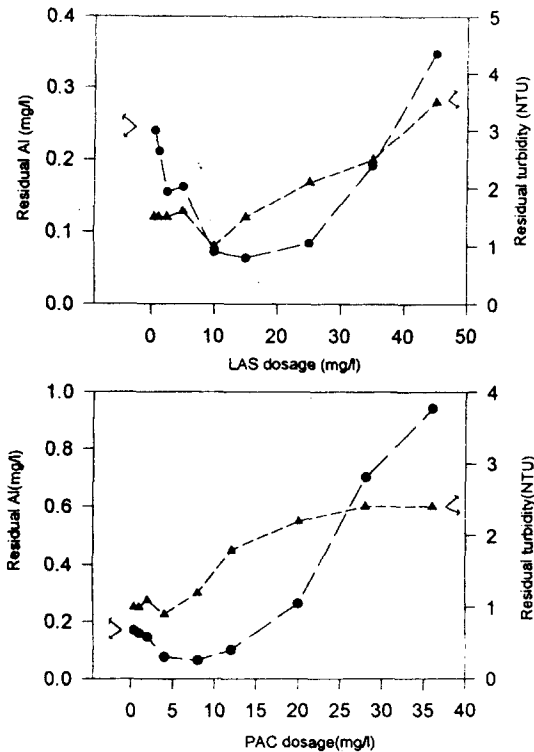 Residual Al (mg/l)
0.4
0.3
0.2
0.1
0.0
5
4
3
2
1
0
Residual turbidity (NTU)
0 10 20 30 40 50
LAS dosage (mg/l)
Residual Al(mg/l)
1.0
0.8
0.6
0.4
0.2
0.0
4
3
2
1
0
Residual turbidity(NTU)
0 5 10 15 20 25 30 35 40
PAC dosage(mg/l)